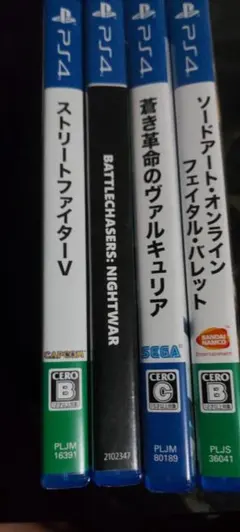 PS4
ストリートファイターV
CAPCOM
CERO
B
PLJM
16391
PS4
BATTLECHASERS: NIGHTWAR
2102347
PS4
蒼き革命のヴァルキュリア
SEGA
CERO
C
PLJM
80189
PS4
ソードアート・オンライン
フェイタル・バレット
BANDAI
NAMCO
Entertainment
CERO
B
PLJS
36041